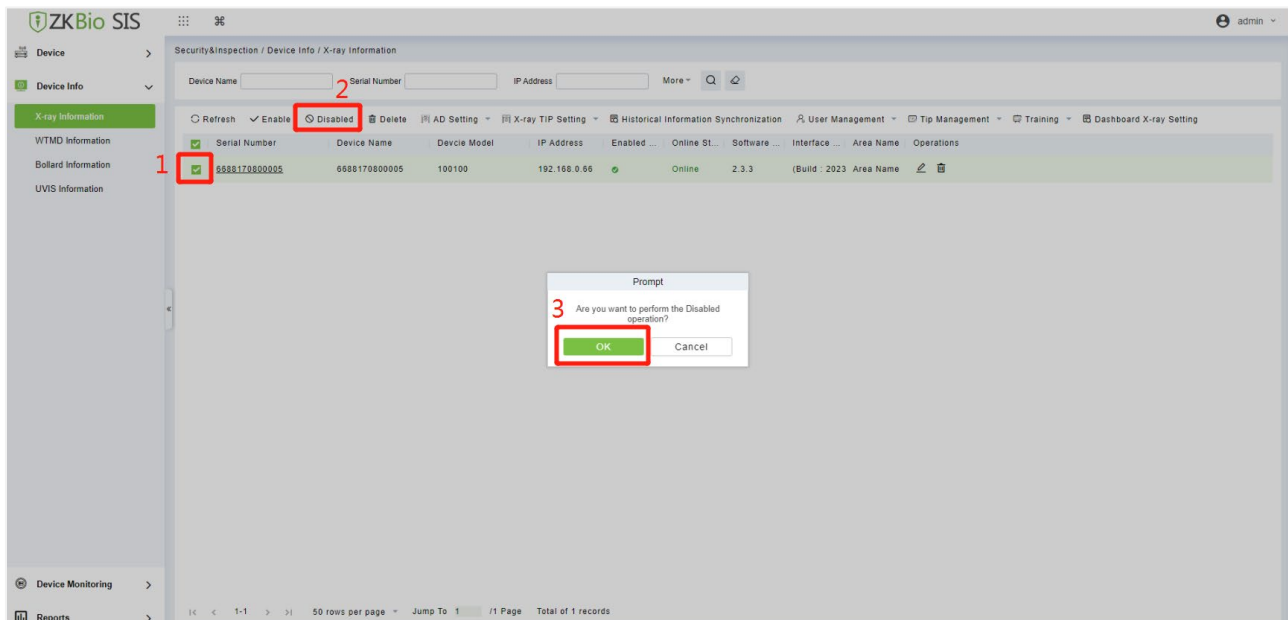 ZKBio SIS
admin
Device
Security&Inspection / Device Info / X-ray Information
Device Info
Device Name Serial Number IP Address More
2
X-ray Information
Refresh Enable Disabled Delete AD Setting X-ray TIP Setting Historical Information Synchronization User Management Tip Management Training Dashboard X-ray Setting
WTMD Information
Serial Number Device Name Devcie Model IP Address Enabled ... Online St... Software ... Interface ... Area Name Operations
Bollard Information
1
6688170800005 6688170800005 100100 192.168.0.66 Online 2.3.3 (Build : 2023 Area Name
UVIS Information
Prompt
3
Are you want to perform the Disabled
operation?
OK Cancel
Device Monitoring
Reports
1-1 50 rows per page Jump To 1 /1 Page Total of 1 records